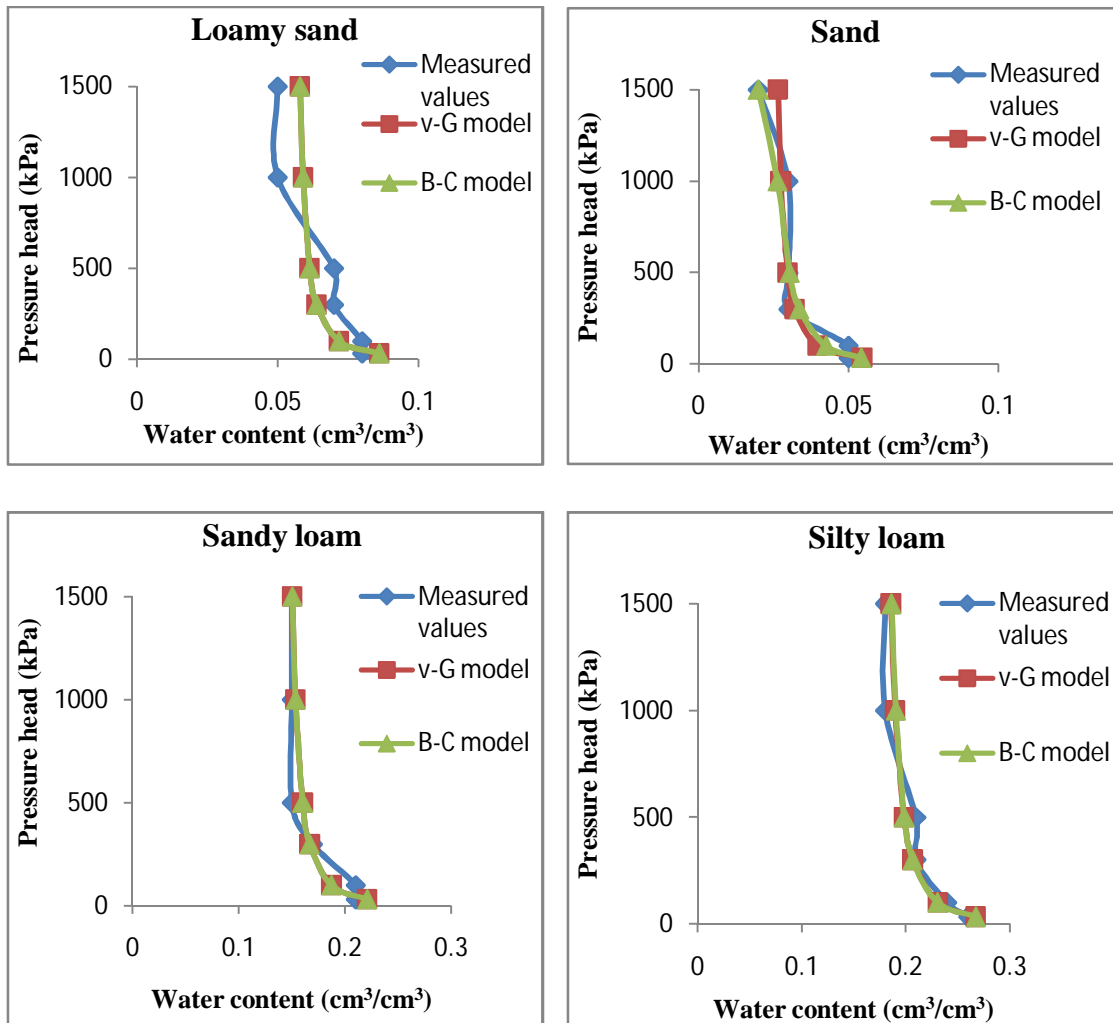 Loamy sand
Pressure head (kPa)
1500
1000
500
0
0
0.05
0.1
Water content (cm³/cm³)
Measured
values
v-G model
B-C model
Sand
Pressure head (kPa)
1500
1000
500
0
0
0.05
0.1
Water content (cm³/cm³)
Measured
values
v-G model
B-C model
Sandy loam
Pressure head (kPa)
1500
1000
500
0
0
0.1
0.2
0.3
Water content (cm³/cm³)
Measured
values
v-G model
B-C model
Silty loam
Pressure head (kPa)
1500
1000
500
0
0
0.1
0.2
0.3
Water content (cm³/cm³)
Measured
values
v-G model
B-C model